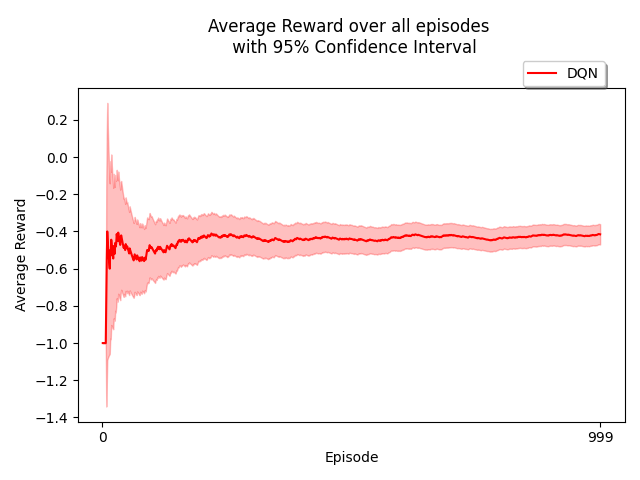 Average Reward over all episodes
with 95% Confidence Interval
DQN
Average Reward
0.2
0.0
−0.2
−0.4
−0.6
−0.8
−1.0
−1.2
−1.4
0
999
Episode